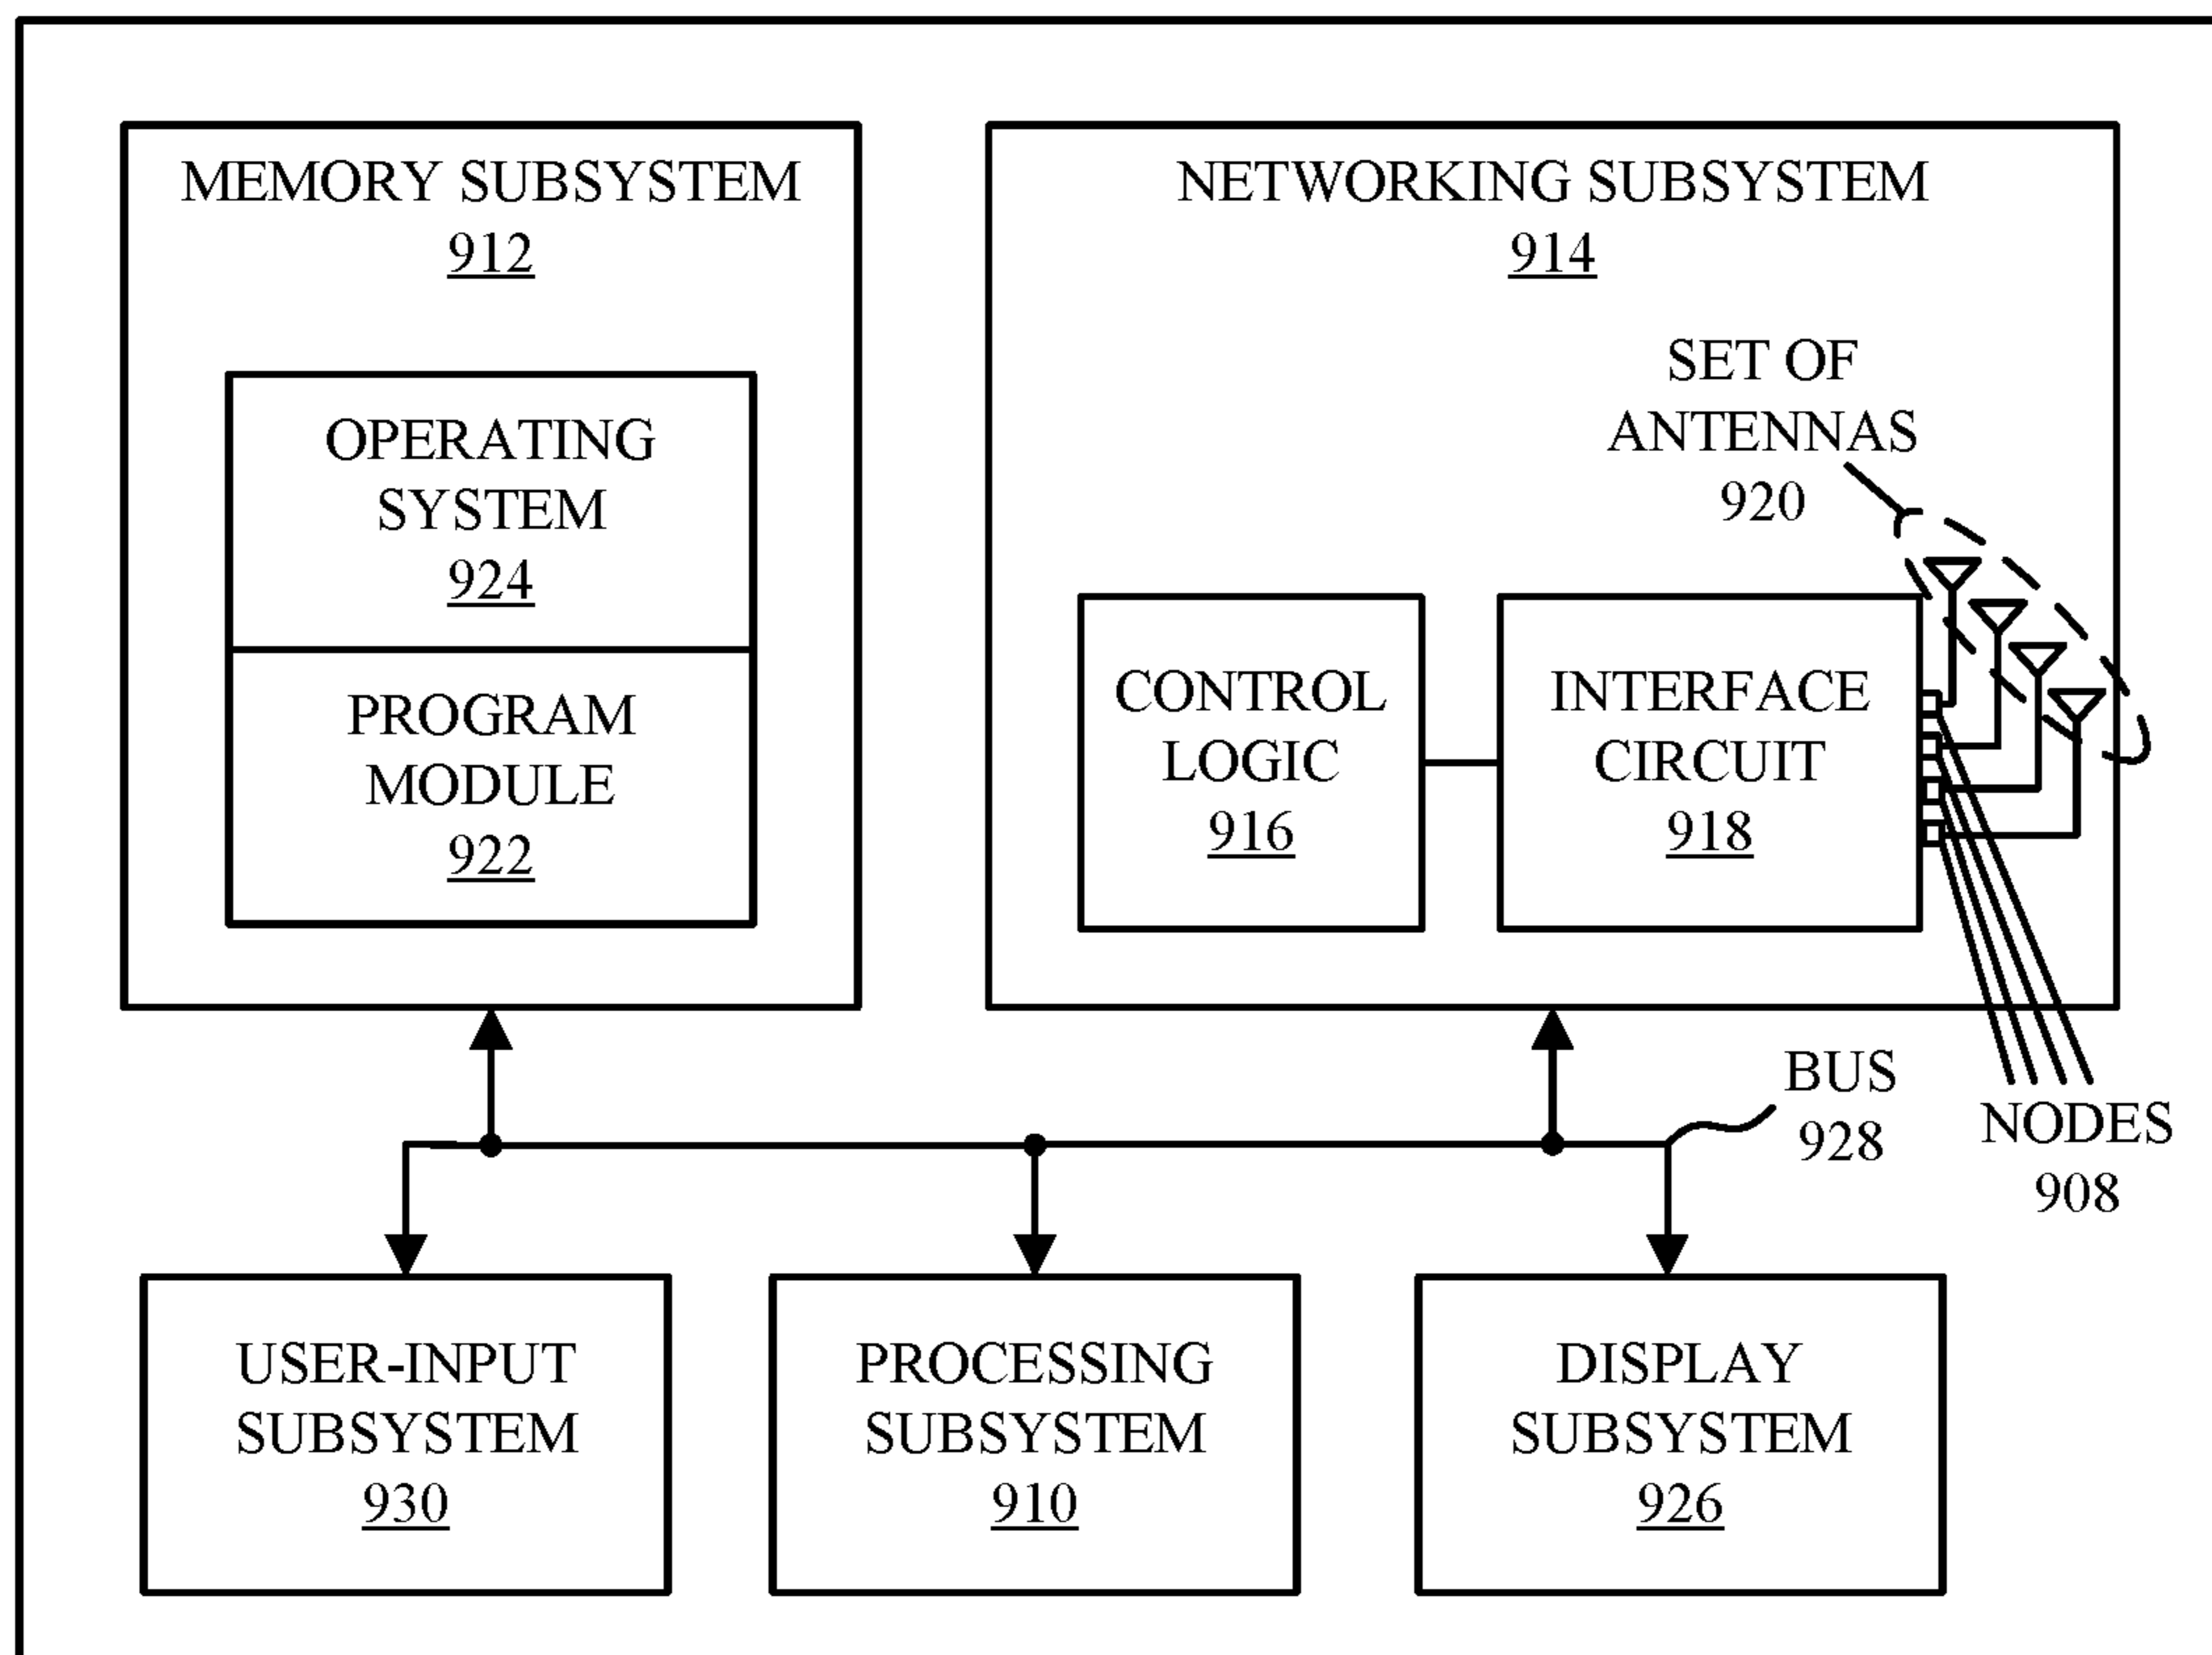 MEMORY SUBSYSTEM
912
OPERATING
SYSTEM
924
PROGRAM
MODULE
922
NETWORKING SUBSYSTEM
914
SET OF
ANTENNAS
920
CONTROL
LOGIC
916
INTERFACE
CIRCUIT
918
BUS
928
NODES
908
USER-INPUT
SUBSYSTEM
930
PROCESSING
SUBSYSTEM
910
DISPLAY
SUBSYSTEM
926